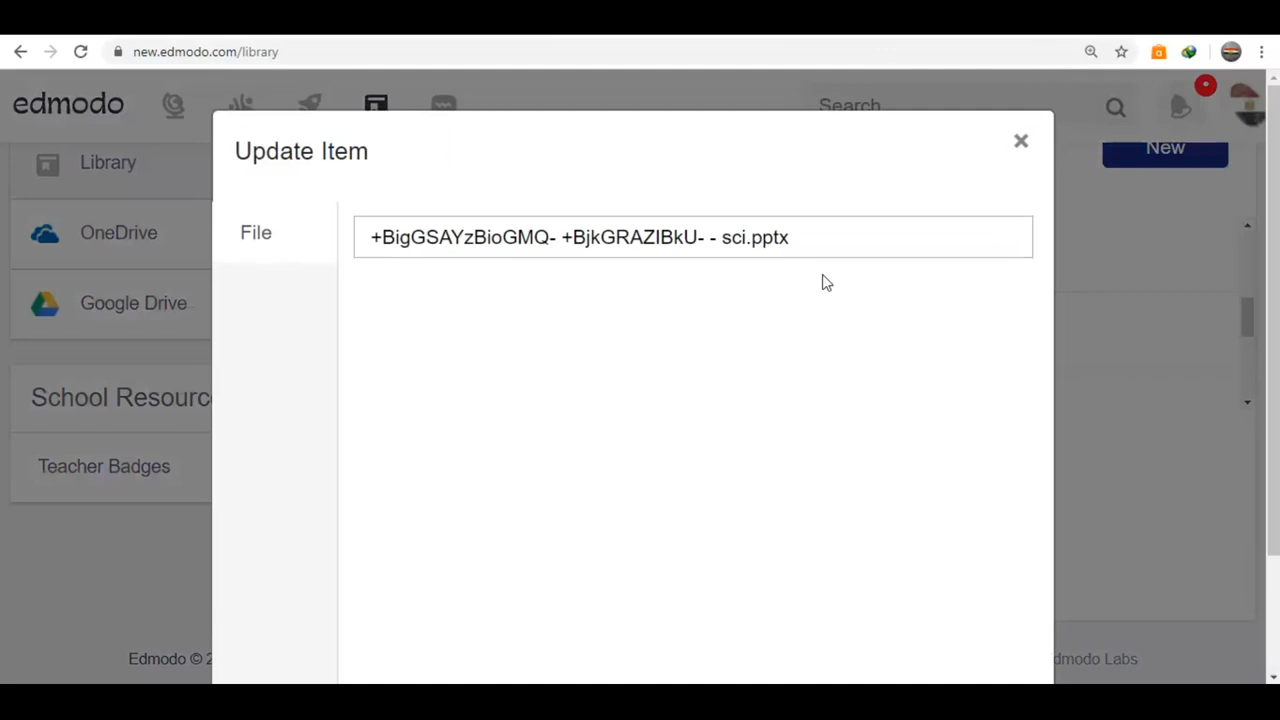 new.edmodo.com/library
edmodo
Search
Update Item
Library
New
File
+BigGSAYzBioGMQ- +BjkGRAZIBkU- - sci.pptx
OneDrive
Google Drive
School Resourc
Teacher Badges
Edmodo © 2
dmodo Labs